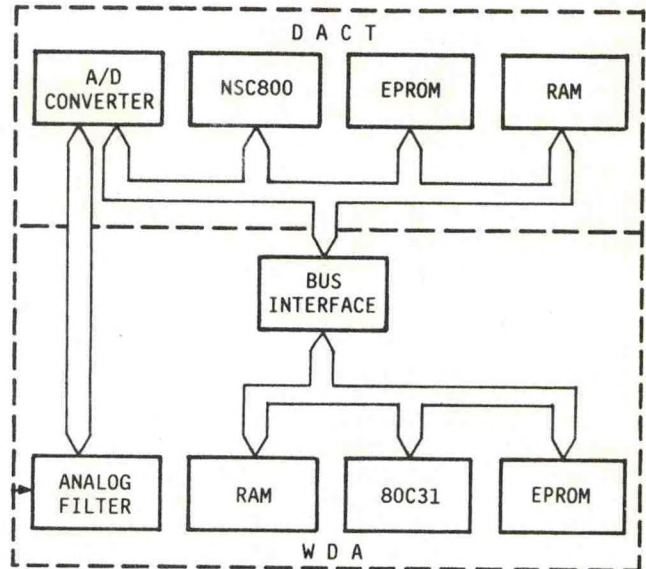 D A C T
A/D
CONVERTER
NSC800
EPROM
RAM
BUS
INTERFACE
ANALOG
FILTER
RAM
80C31
EPROM
W D A